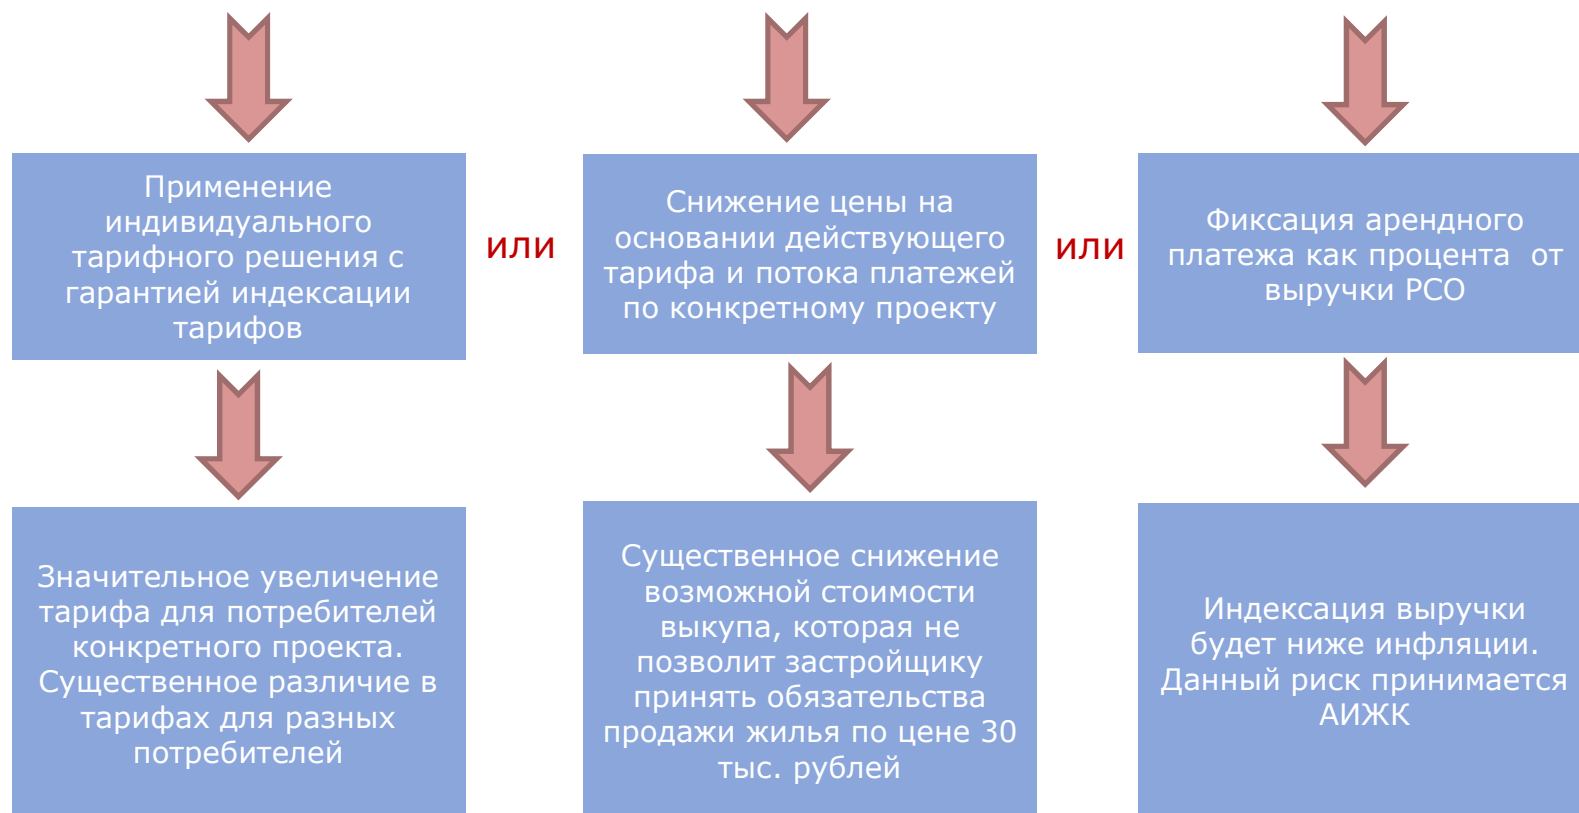 Применение
индивидуального
тарифного решения с
гарантией индексации
тарифов
или
Снижение цены на
основании действующего
тарифа и потока платежей
по конкретному проекту
или
Фиксация арендного
платежа как процента от
выручки РСО
Значительное увеличение
тарифа для потребителей
конкретного проекта.
Существенное различие в
тарифах для разных
потребителей
Существенное снижение
возможной стоимости
выкупа, которая не
позволит застройщику
принять обязательства
продажи жилья по цене 30
тыс. рублей
Индексация выручки
будет ниже инфляции.
Данный риск принимается
АИЖК